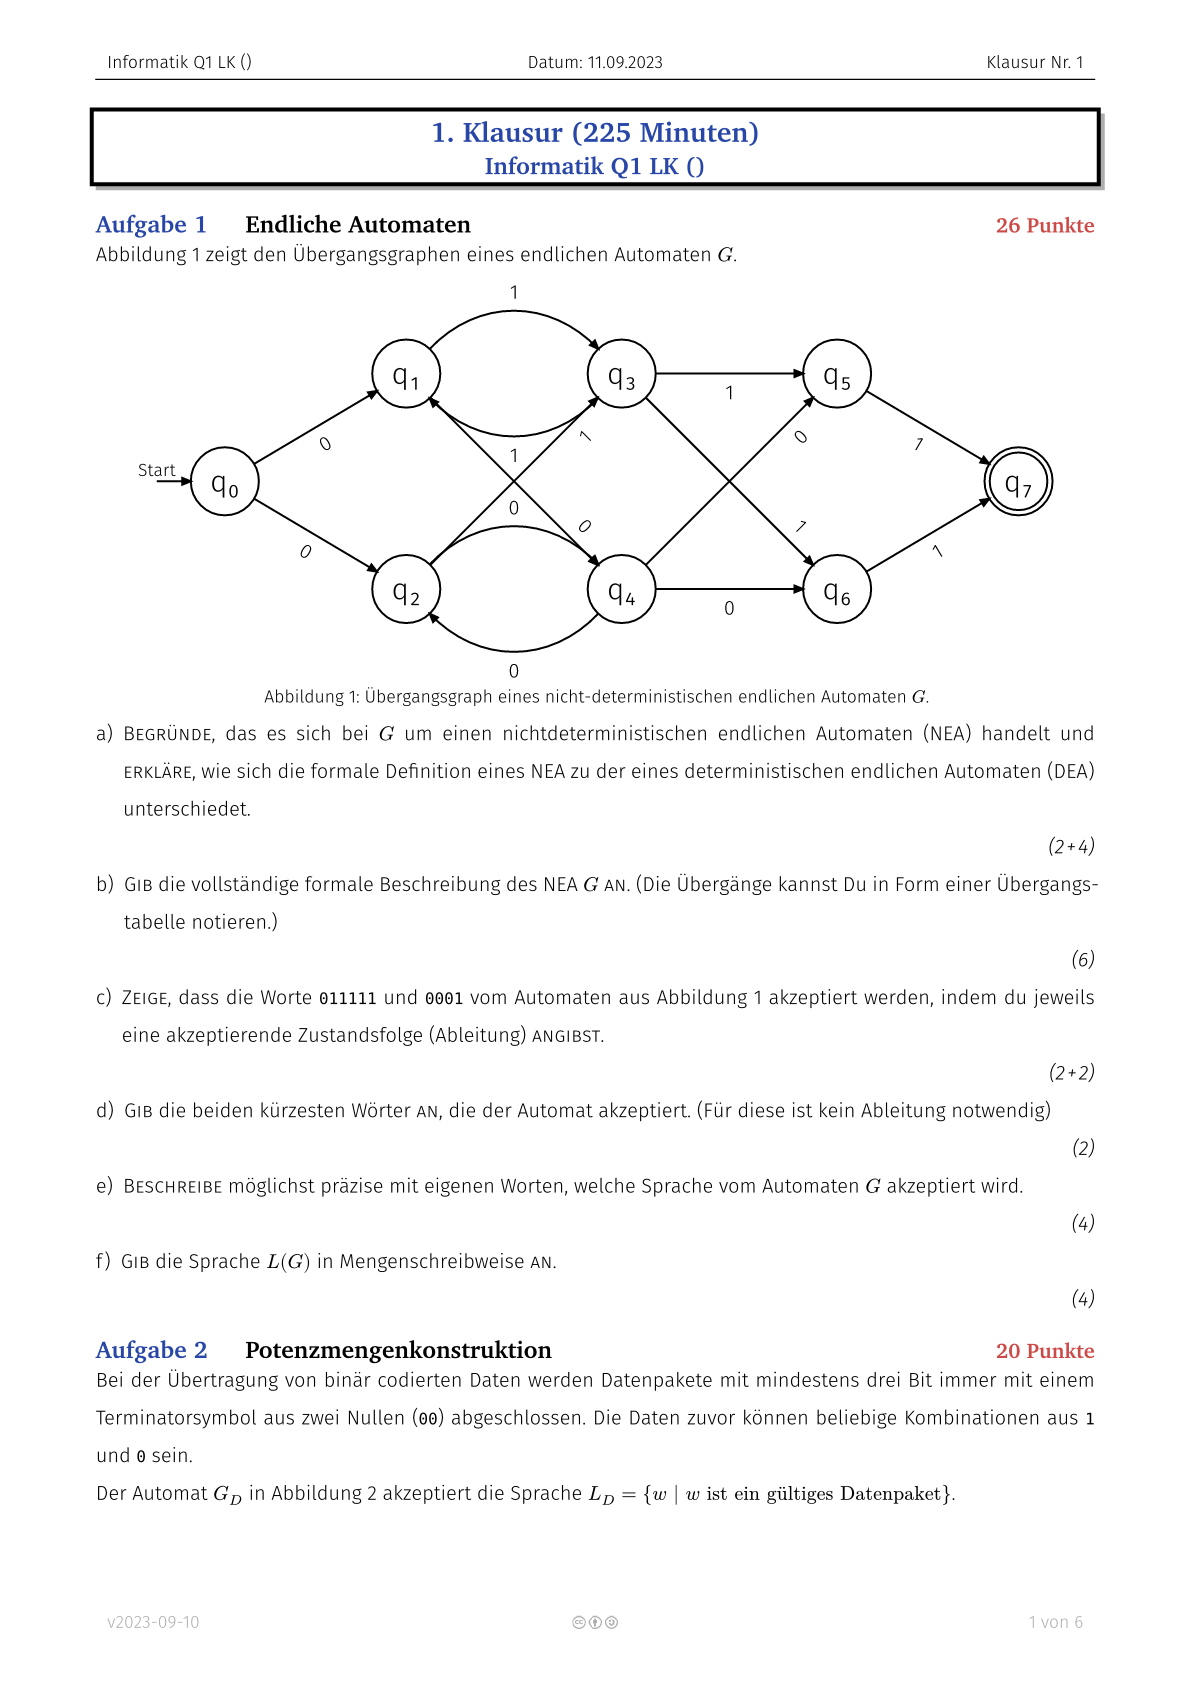 Informatik Q1 LK () Datum: 11.09.2023 Klausur Nr. 1
1. Klausur (225 Minuten)
Informatik Q1 LK ()
Aufgabe 1 Endliche Automaten 26 Punkte
Abbildung 1 zeigt den Übergangsgraphen eines endlichen Automaten G.
1
q1 q3 q5
1
0 1 0 1
1
Start
q0 q7
0
0 0 1 1
q2 q4 q6
0
0
Abbildung 1: Übergangsgraph eines nicht-deterministischen endlichen Automaten G.
a) BEGRÜNDE, das es sich bei G um einen nichtdeterministischen endlichen Automaten (NEA) handelt und
ERKLÄRE, wie sich die formale Definition eines NEA zu der eines deterministischen endlichen Automaten (DEA)
unterschiedet.
(2+4)
b) GIB die vollständige formale Beschreibung des NEA G AN. (Die Übergänge kannst Du in Form einer Übergangs-
tabelle notieren.)
(6)
c) ZEIGE, dass die Worte 011111 und 0001 vom Automaten aus Abbildung 1 akzeptiert werden, indem du jeweils
eine akzeptierende Zustandsfolge (Ableitung) ANGIBST.
(2+2)
d) GIB die beiden kürzesten Wörter AN, die der Automat akzeptiert. (Für diese ist kein Ableitung notwendig)
(2)
e) BESCHREIBE möglichst präzise mit eigenen Worten, welche Sprache vom Automaten G akzeptiert wird.
(4)
f) GIB die Sprache L(G) in Mengenschreibweise AN.
(4)
Aufgabe 2 Potenzmengenkonstruktion 20 Punkte
Bei der Übertragung von binär codierten Daten werden Datenpakete mit mindestens drei Bit immer mit einem
Terminatorsymbol aus zwei Nullen (00) abgeschlossen. Die Daten zuvor können beliebige Kombinationen aus 1
und 0 sein.
Der Automat G_D in Abbildung 2 akzeptiert die Sprache L_D = {w | w ist ein gültiges Datenpaket}.
v2023-09-10 1 von 6